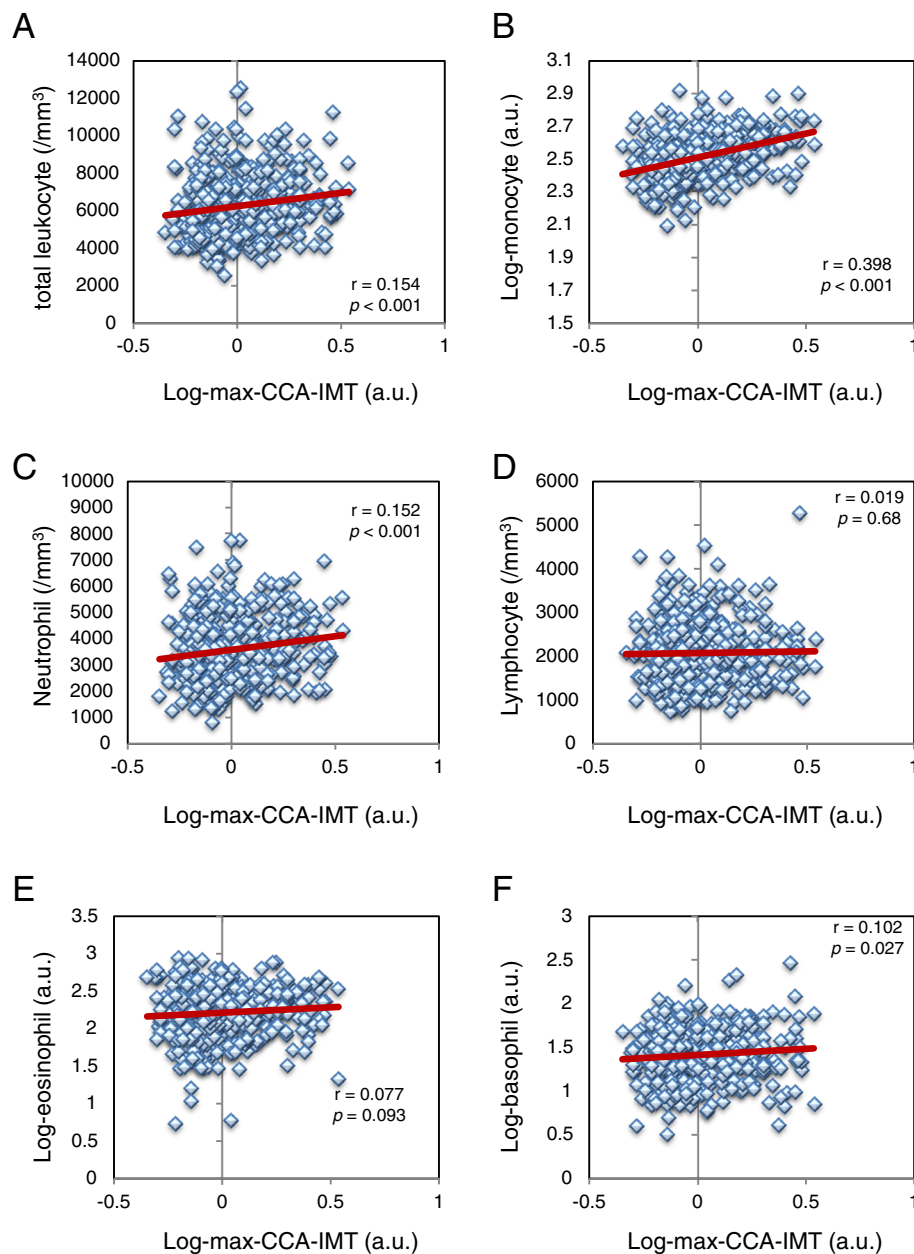 A
total leukocyte (/mm³)
14000
12000
10000
8000
6000
4000
2000
0
-0.5 0 0.5 1
r = 0.154
p < 0.001
Log-max-CCA-IMT (a.u.)
B
Log-monocyte (a.u.)
3.1
2.9
2.7
2.5
2.3
2.1
1.9
1.7
1.5
-0.5 0 0.5 1
r = 0.398
p < 0.001
Log-max-CCA-IMT (a.u.)
C
Neutrophil (/mm³)
10000
9000
8000
7000
6000
5000
4000
3000
2000
1000
0
-0.5 0 0.5 1
r = 0.152
p < 0.001
Log-max-CCA-IMT (a.u.)
D
Lymphocyte (/mm³)
6000
5000
4000
3000
2000
1000
0
-0.5 0 0.5 1
r = 0.019
p = 0.68
Log-max-CCA-IMT (a.u.)
E
Log-eosinophil (a.u.)
3.5
3
2.5
2
1.5
1
0.5
0
-0.5 0 0.5 1
r = 0.077
p = 0.093
Log-max-CCA-IMT (a.u.)
F
Log-basophil (a.u.)
3
2.5
2
1.5
1
0.5
0
-0.5 0 0.5 1
r = 0.102
p = 0.027
Log-max-CCA-IMT (a.u.)